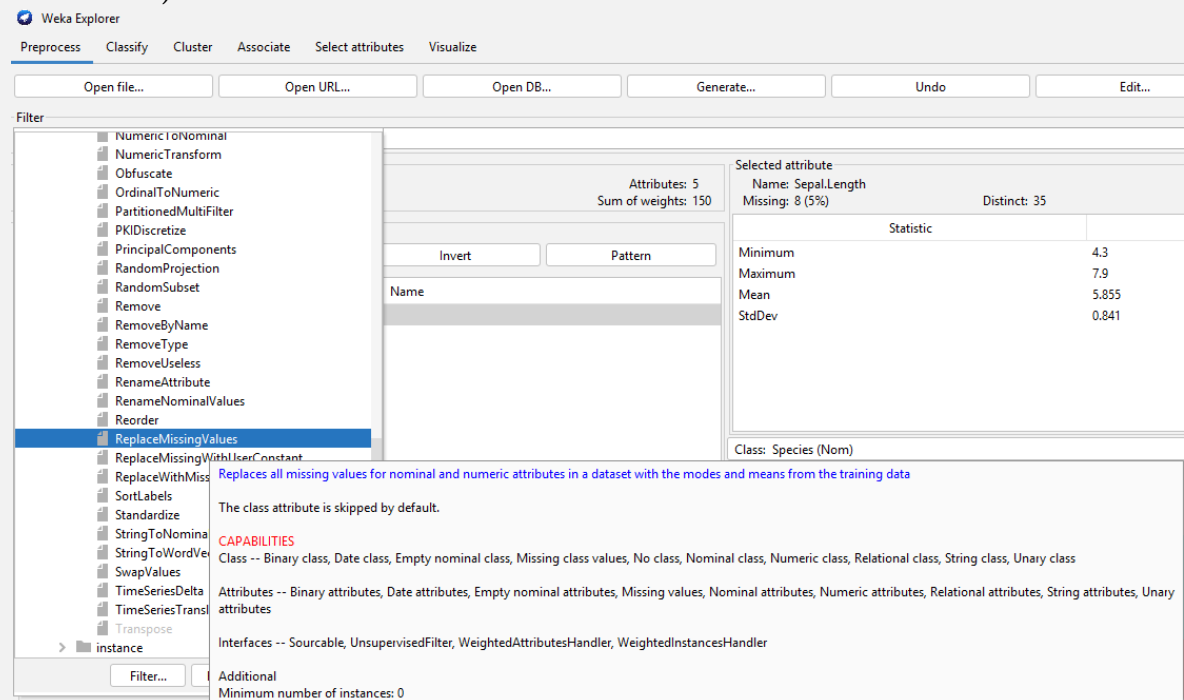 Weka Explorer
Preprocess Classify Cluster Associate Select attributes Visualize
Open file... Open URL... Open DB... Generate... Undo Edit...
Filter
NumericToNominal
NumericTransform
Obfuscate
OrdinalToNumeric
PartitionedMultiFilter
PKIDiscretize
PrincipalComponents
RandomProjection
RandomSubset
Remove
RemoveByName
RemoveType
RemoveUseless
RenameAttribute
RenameNominalValues
Reorder
ReplaceMissingValues
ReplaceMissingWithUserConstant
ReplaceWithMiss
SortLabels
Standardize
StringToNomina
StringToWordVe
SwapValues
TimeSeriesDelta
TimeSeriesTransl
Transpose
instance
Filter...
Attributes: 5
Sum of weights: 150
Invert Pattern
Name
Selected attribute
Name: Sepal.Length
Missing: 8 (5%) Distinct: 35
Statistic
Minimum 4.3
Maximum 7.9
Mean 5.855
StdDev 0.841
Class: Species (Nom)
Replaces all missing values for nominal and numeric attributes in a dataset with the modes and means from the training data
The class attribute is skipped by default.
CAPABILITIES
Class -- Binary class, Date class, Empty nominal class, Missing class values, No class, Nominal class, Numeric class, Relational class, String class, Unary class
Attributes -- Binary attributes, Date attributes, Empty nominal attributes, Missing values, Nominal attributes, Numeric attributes, Relational attributes, String attributes, Unary
attributes
Interfaces -- Sourcable, UnsupervisedFilter, WeightedAttributesHandler, WeightedInstancesHandler
Additional
Minimum number of instances: 0